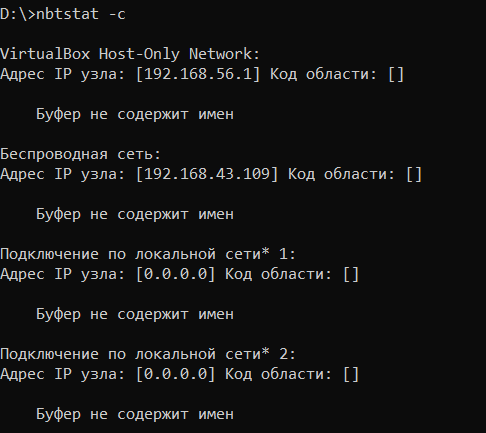 D:\>nbtstat -c
VirtualBox Host-Only Network:
Адрес IP узла: [192.168.56.1] Код области: []
Буфер не содержит имен
Беспроводная сеть:
Адрес IP узла: [192.168.43.109] Код области: []
Буфер не содержит имен
Подключение по локальной сети* 1:
Адрес IP узла: [0.0.0.0] Код области: []
Буфер не содержит имен
Подключение по локальной сети* 2:
Адрес IP узла: [0.0.0.0] Код области: []
Буфер не содержит имен